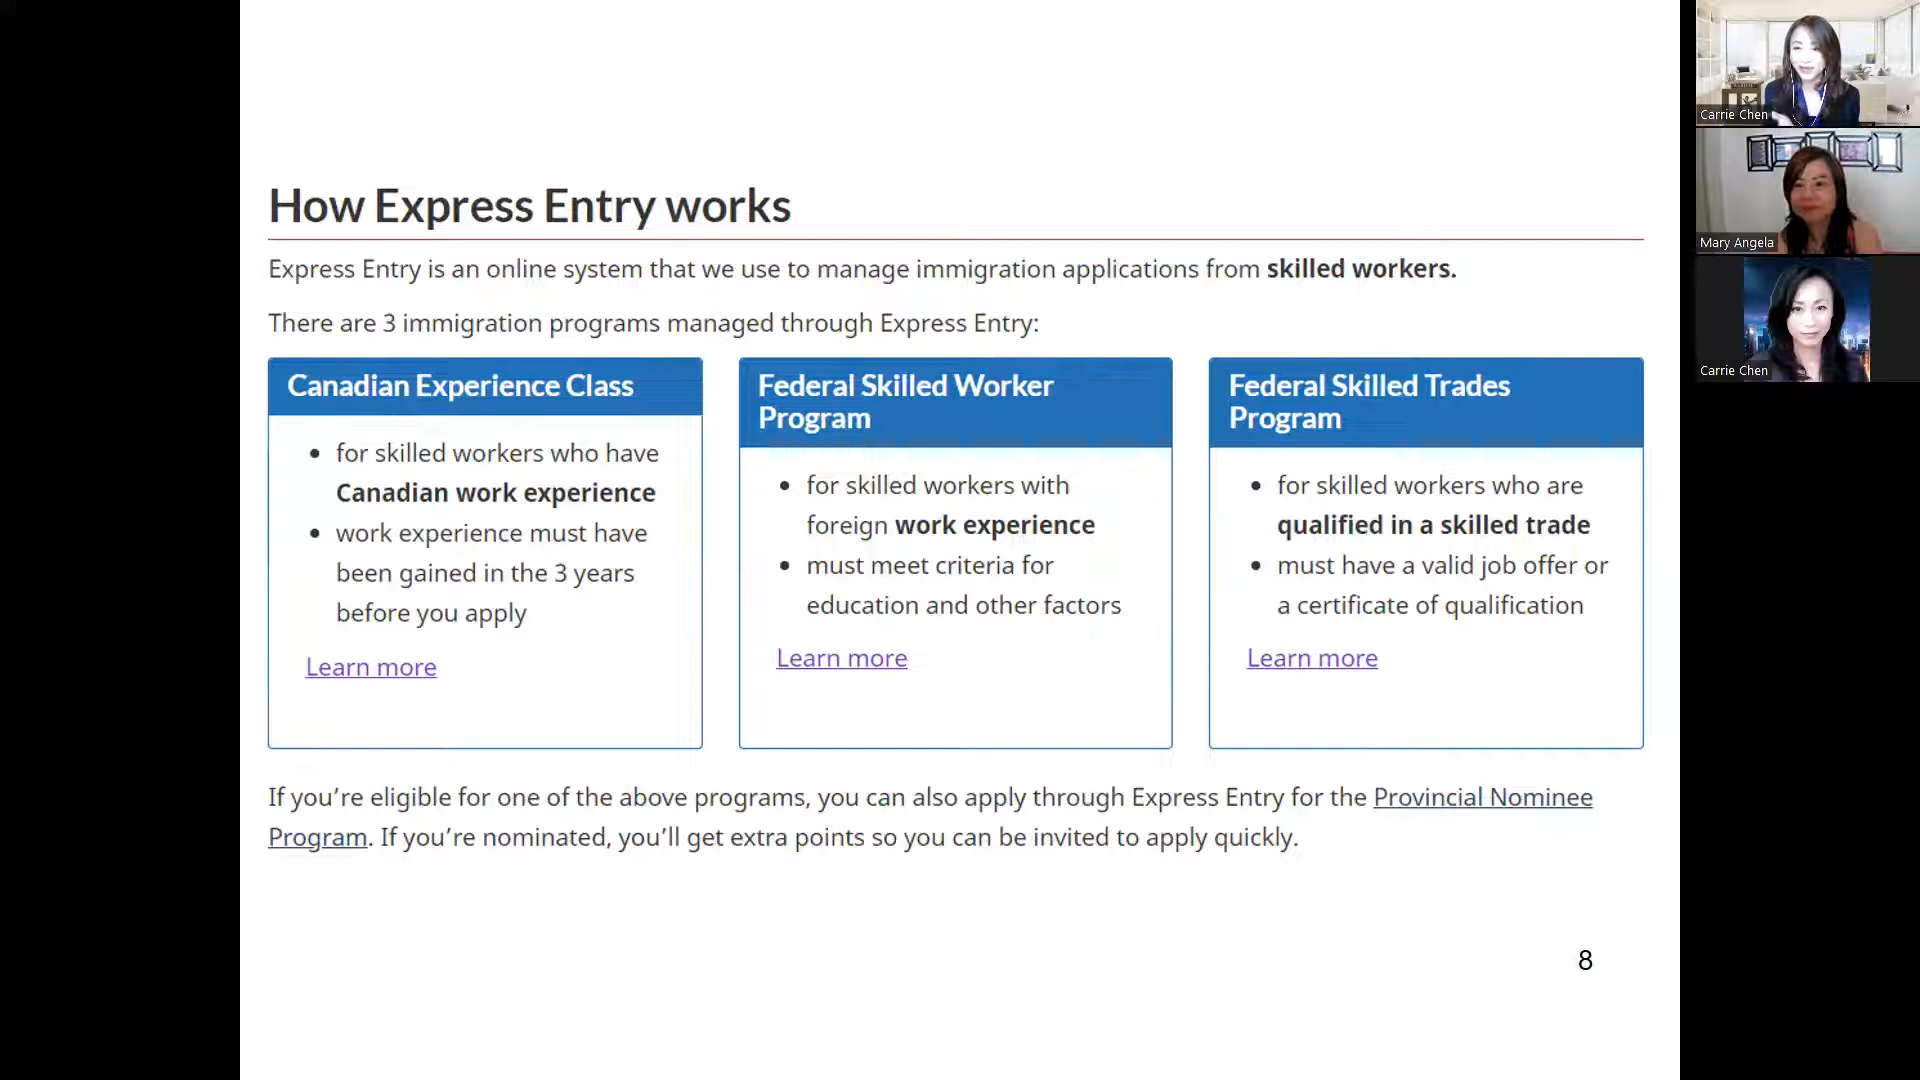 How Express Entry works
Express Entry is an online system that we use to manage immigration applications from skilled workers.
There are 3 immigration programs managed through Express Entry:
Canadian Experience Class
for skilled workers who have
Canadian work experience
work experience must have
been gained in the 3 years
before you apply
Learn more
Federal Skilled Worker
Program
for skilled workers with
foreign work experience
must meet criteria for
education and other factors
Learn more
Federal Skilled Trades
Program
for skilled workers who are
qualified in a skilled trade
must have a valid job offer or
a certificate of qualification
Learn more
If you’re eligible for one of the above programs, you can also apply through Express Entry for the Provincial Nominee
Program. If you’re nominated, you’ll get extra points so you can be invited to apply quickly.
8
Carrie Chen
Mary Angela
Carrie Chen